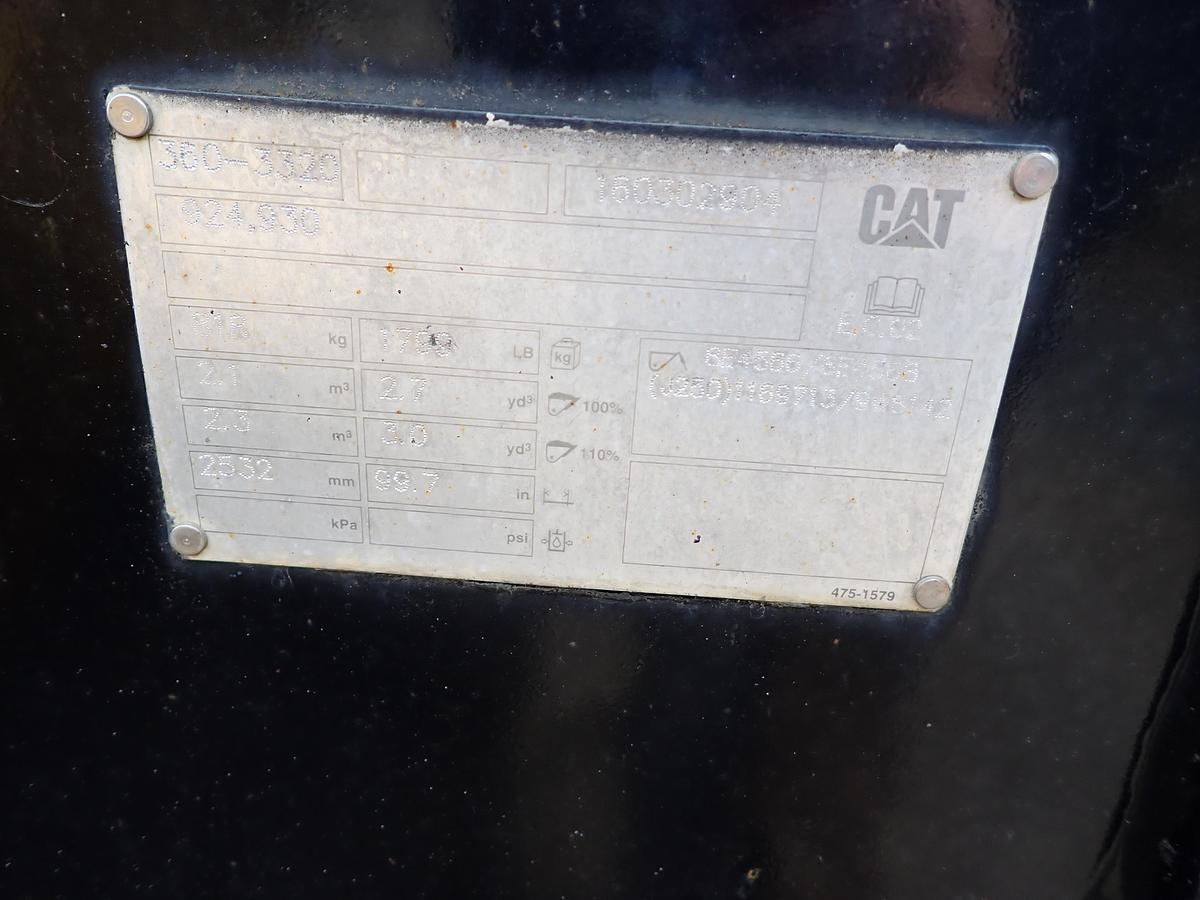 360-3320 160302904
924,930
CAT
kg 1799 LB kg
2.1 m³ 2.7 yd³ 100%
2.3 m³ 3.0 yd³ 110%
2532 mm 99.7 in
kPa psi
475-1579